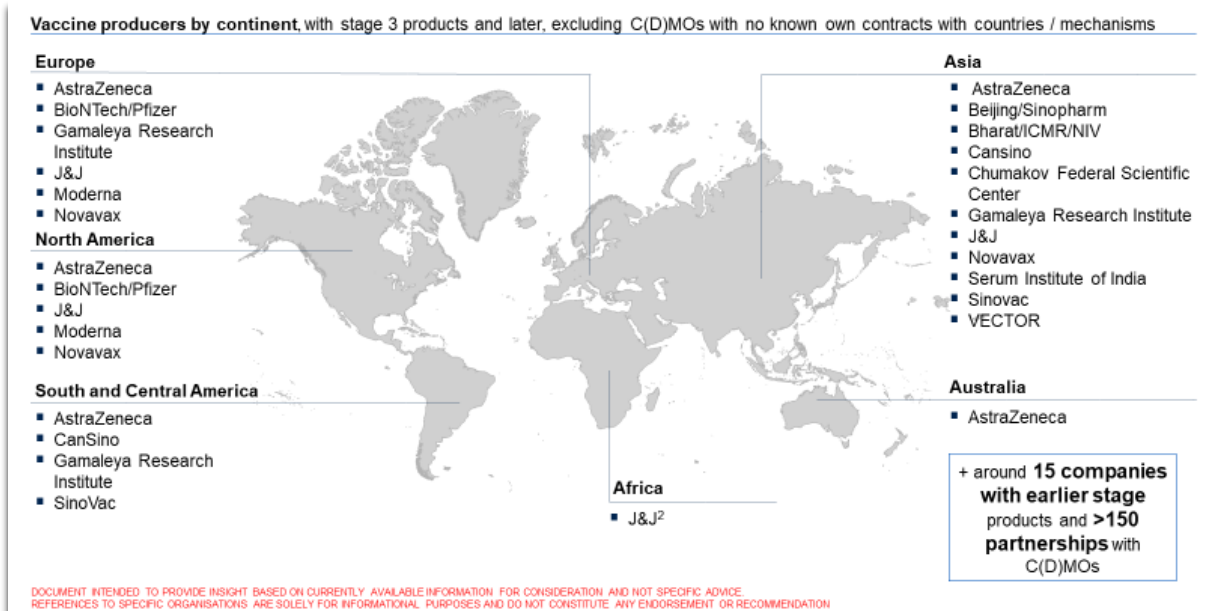 Vaccine producers by continent, with stage 3 products and later, excluding C(D)MOs with no known own contracts with countries / mechanisms
Europe
▪ AstraZeneca
▪ BioNTech/Pfizer
▪ Gamaleya Research
Institute
▪ J&J
▪ Moderna
▪ Novavax
North America
▪ AstraZeneca
▪ BioNTech/Pfizer
▪ J&J
▪ Moderna
▪ Novavax
South and Central America
▪ AstraZeneca
▪ CanSino
▪ Gamaleya Research
Institute
▪ SinoVac
Africa
▪ J&J²
Asia
▪ AstraZeneca
▪ Beijing/Sinopharm
▪ Bharat/ICMR/NIV
▪ Cansino
▪ Chumakov Federal Scientific
Center
▪ Gamaleya Research Institute
▪ J&J
▪ Novavax
▪ Serum Institute of India
▪ Sinovac
▪ VECTOR
Australia
▪ AstraZeneca
+ around 15 companies
with earlier stage
products and >150
partnerships with
C(D)MOs
DOCUMENT INTENDED TO PROVIDE INSIGHT BASED ON CURRENTLY AVAILABLE INFORMATION FOR CONSIDERATION AND NOT SPECIFIC ADVICE.
REFERENCES TO SPECIFIC ORGANISATIONS ARE SOLELY FOR INFORMATIONAL PURPOSES AND DO NOT CONSTITUTE ANY ENDORSEMENT OR RECOMMENDATION